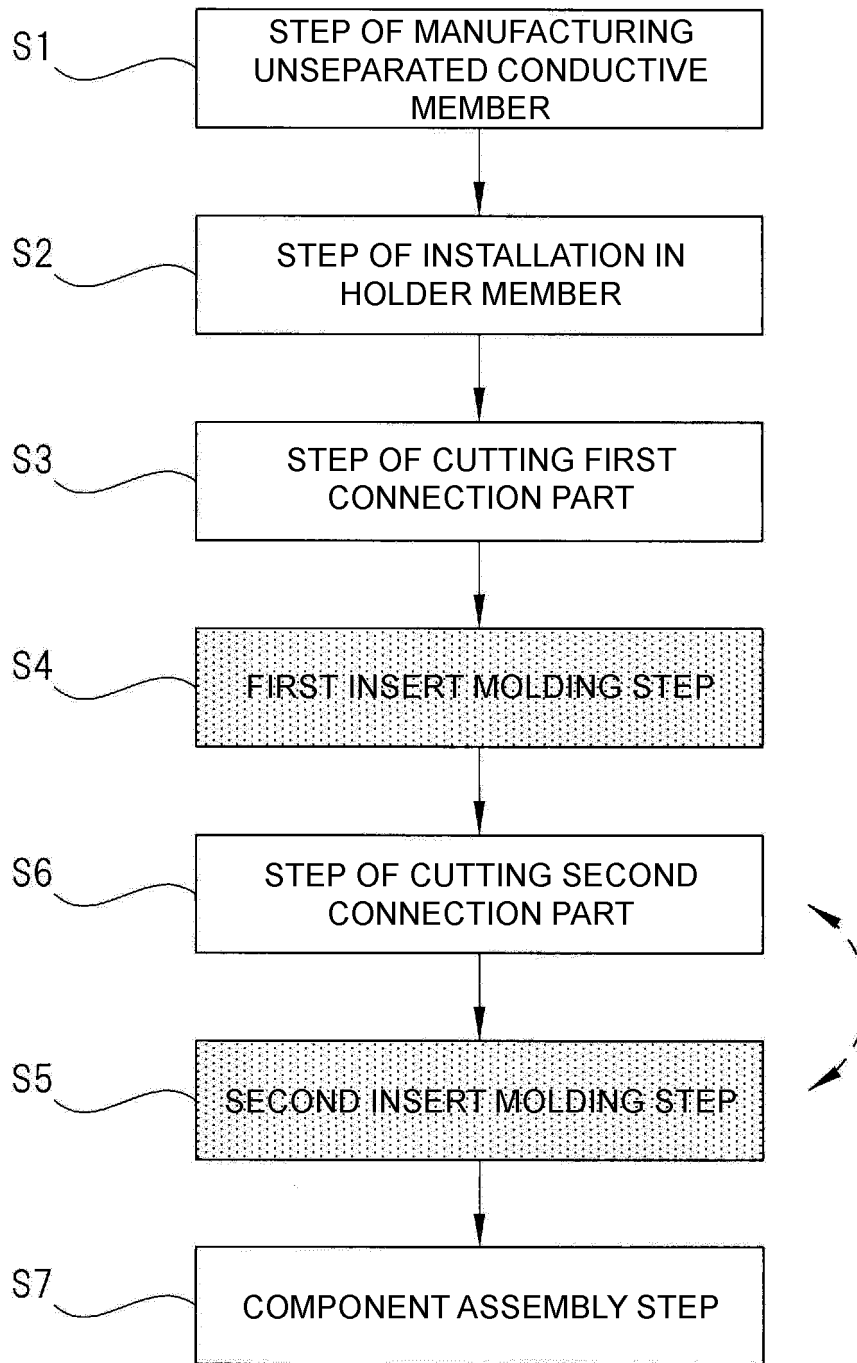 S1
STEP OF MANUFACTURING
UNSEPARATED CONDUCTIVE
MEMBER
S2
STEP OF INSTALLATION IN
HOLDER MEMBER
S3
STEP OF CUTTING FIRST
CONNECTION PART
S4
FIRST INSERT MOLDING STEP
S6
STEP OF CUTTING SECOND
CONNECTION PART
S5
SECOND INSERT MOLDING STEP
S7
COMPONENT ASSEMBLY STEP